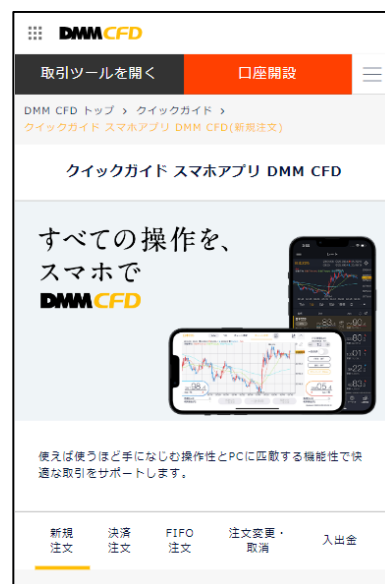 DMM CFD
取引ツールを開く
口座開設
DMM CFD トップ › クイックガイド ›
クイックガイド スマホアプリ DMM CFD(新規注文)
クイックガイド スマホアプリ DMM CFD
すべての操作を、
スマホで
DMM CFD
使えば使うほど手になじむ操作性とPCに匹敵する機能性で快
適な取引をサポートします。
新規
注文
決済
注文
FIFO
注文
注文変更・
取消
入出金